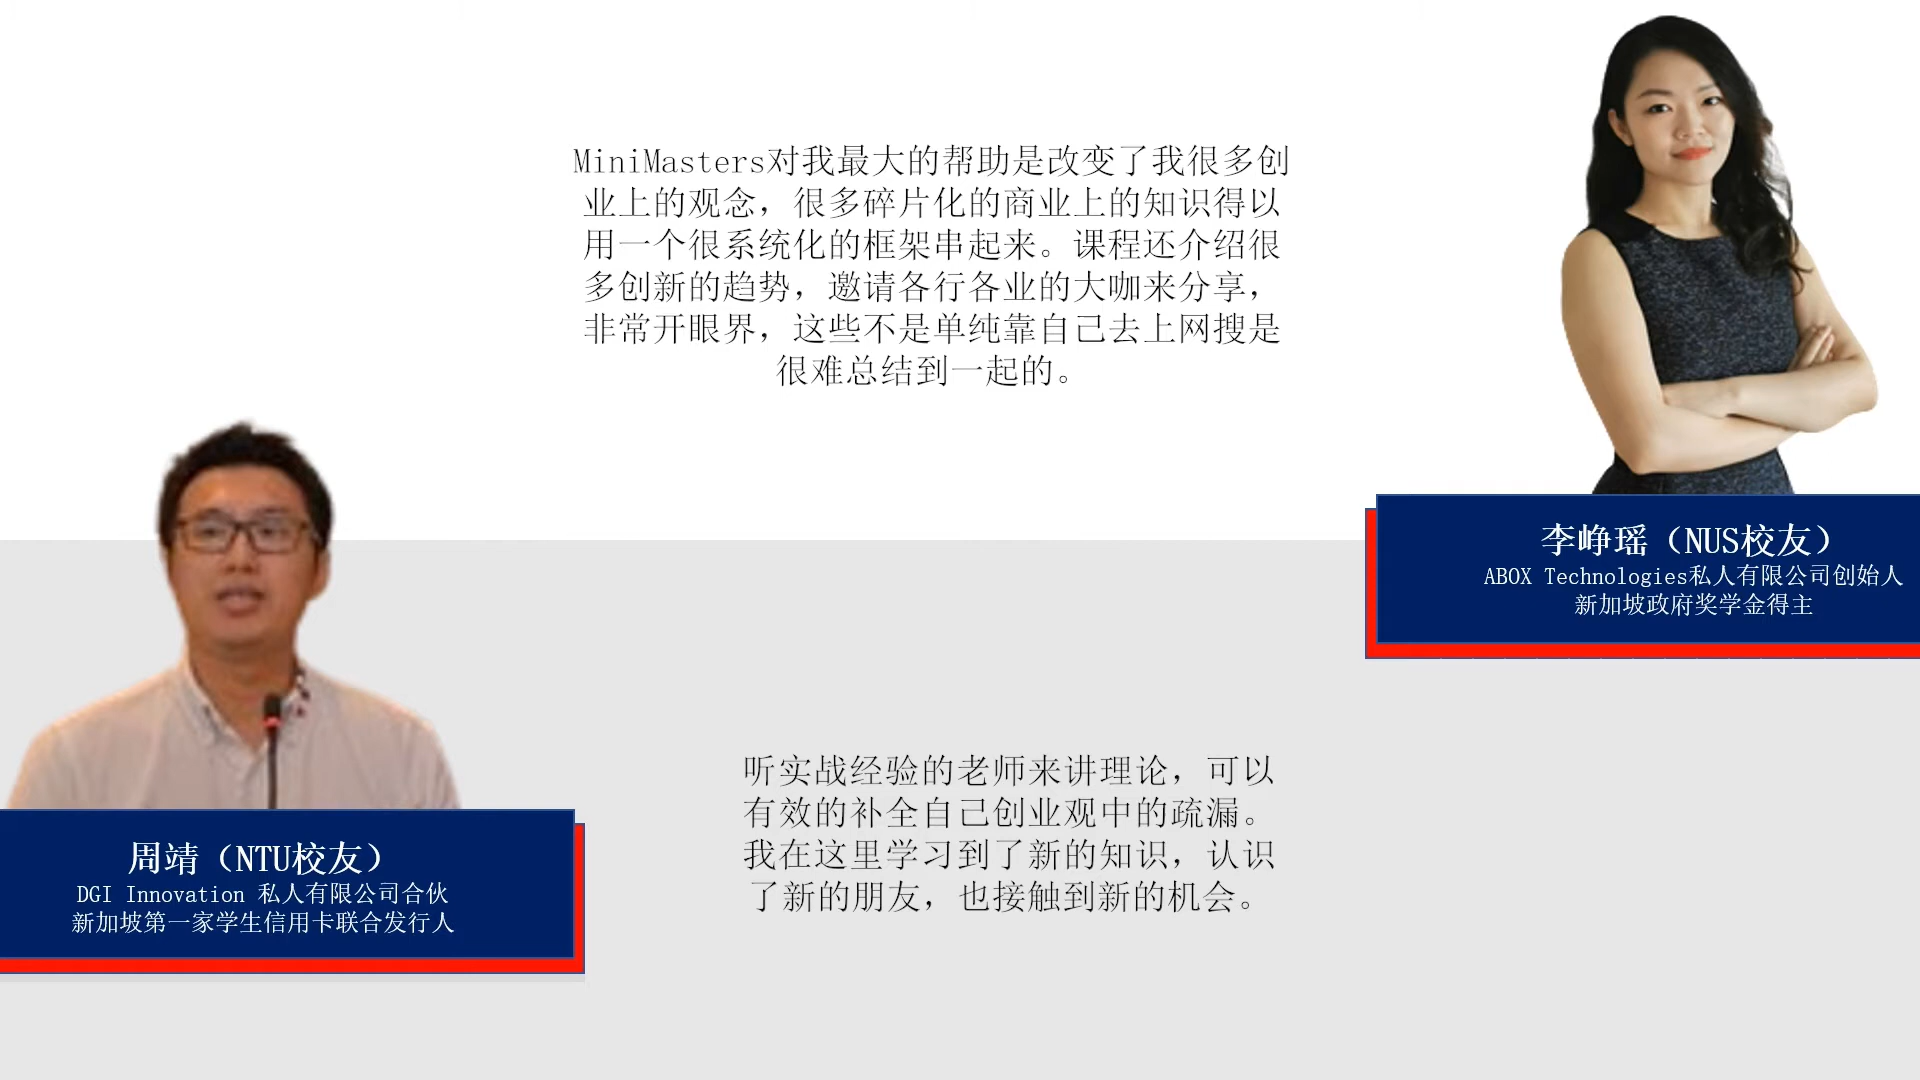 MiniMasters对我最大的帮助是改变了我很多创
业上的观念，很多碎片化的商业上的知识得以
用一个很系统化的框架串起来。课程还介绍很
多创新的趋势，邀请各行各业的大咖来分享，
非常开眼界，这些不是单纯靠自己去上网搜是
很难总结到一起的。
李峥瑶（NUS校友）
ABOX Technologies私人有限公司创始人
新加坡政府奖学金得主
听实战经验的老师来讲理论，可以
有效的补全自己创业观中的疏漏。
我在这里学习到了新的知识，认识
了新的朋友，也接触到新的机会。
周靖（NTU校友）
DGI Innovation 私人有限公司合伙
新加坡第一家学生信用卡联合发行人